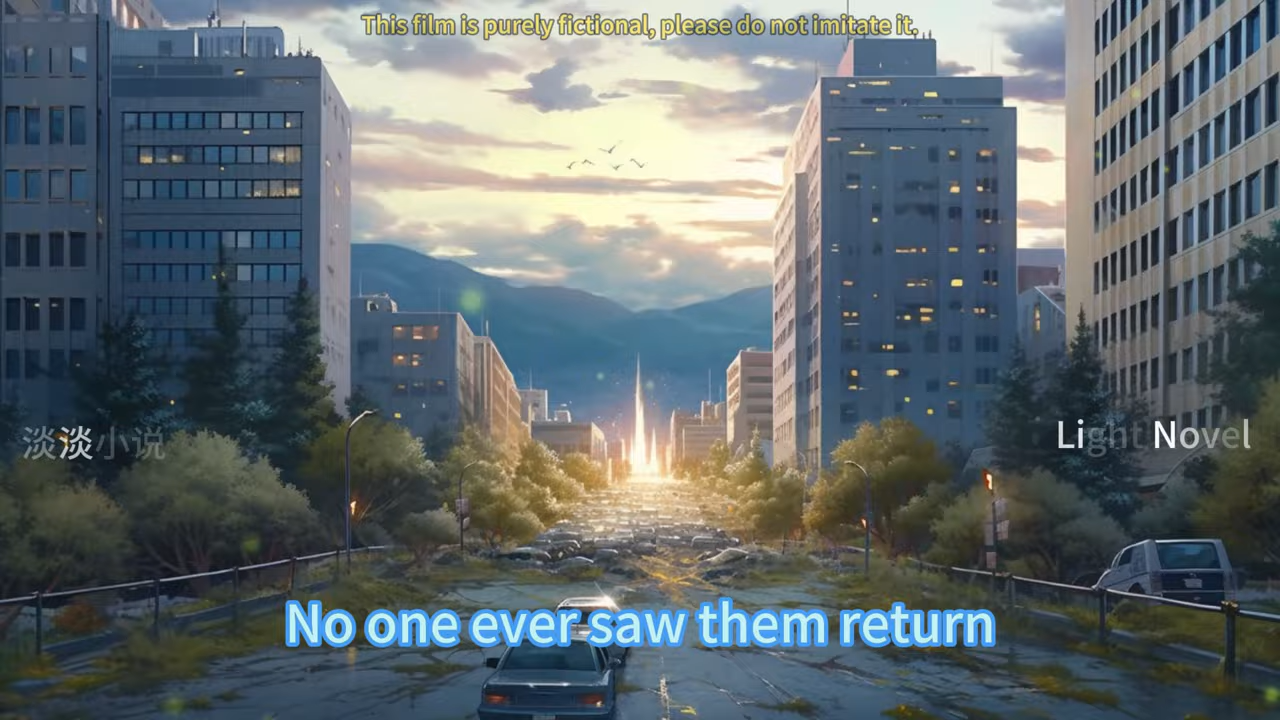 This film is purely fictional, please do not imitate it.
淡淡小说
Light Novel
No one ever saw them return